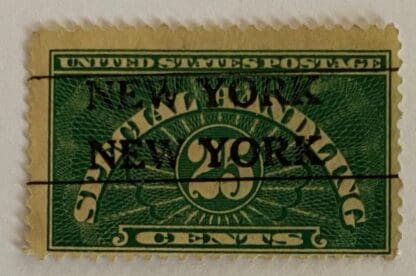 UNITED STATES POSTAGE
NEW YORK
SPECIAL HANDLING
NEW YORK
25
CENTS